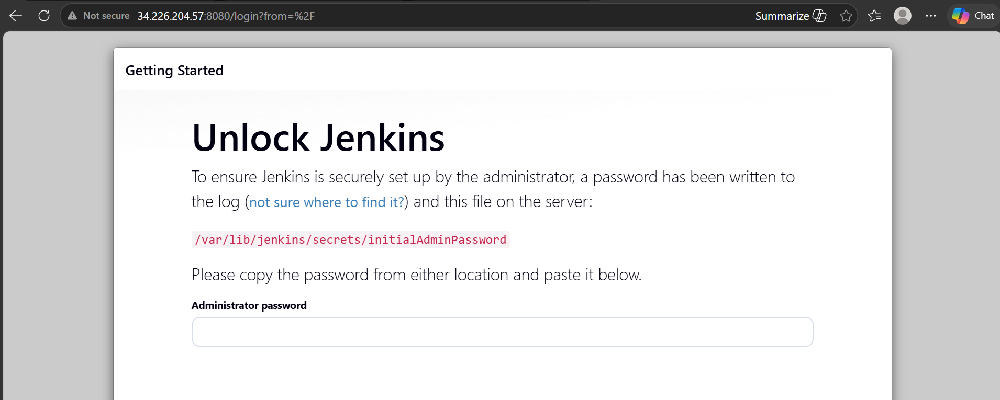 Not secure 34.226.204.57:8080/login?from=%2F Summarize Chat
Getting Started
Unlock Jenkins
To ensure Jenkins is securely set up by the administrator, a password has been written to
the log (not sure where to find it?) and this file on the server:
/var/lib/jenkins/secrets/initialAdminPassword
Please copy the password from either location and paste it below.
Administrator password